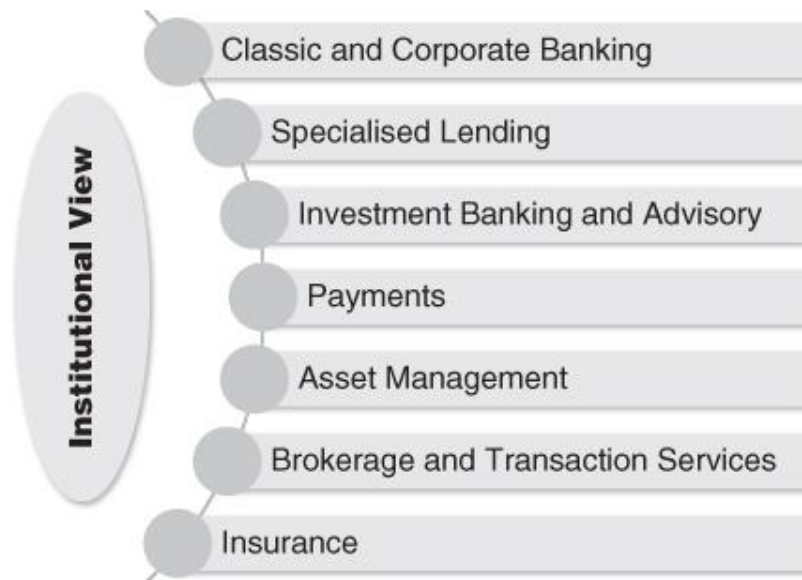 Institutional View
Classic and Corporate Banking
Specialised Lending
Investment Banking and Advisory
Payments
Asset Management
Brokerage and Transaction Services
Insurance